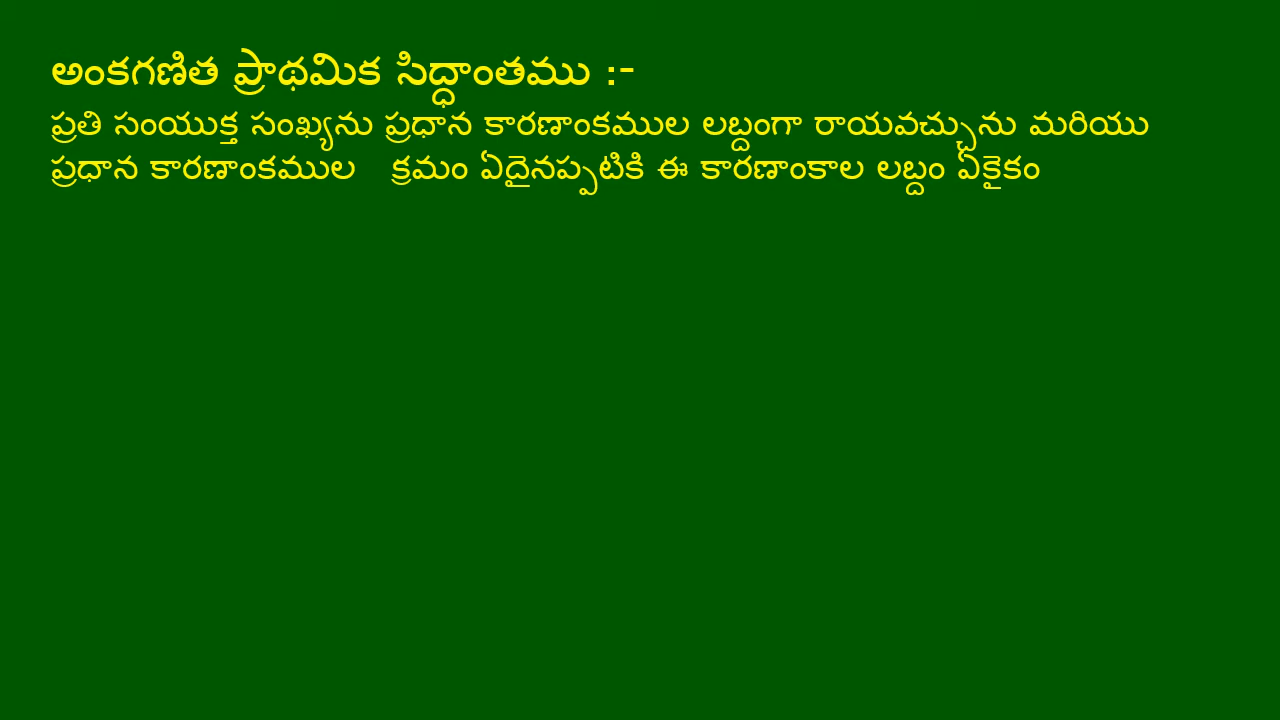 అంకగణిత ప్రాథమిక సిద్ధాంతము :-
ప్రతి సంయుక్త సంఖ్యను ప్రధాన కారణాంకముల లబ్దంగా రాయవచ్చును మరియు
ప్రధాన కారణాంకముల క్రమం ఏదైనప్పటికి ఈ కారణాంకాల లబ్దం ఏకైకం